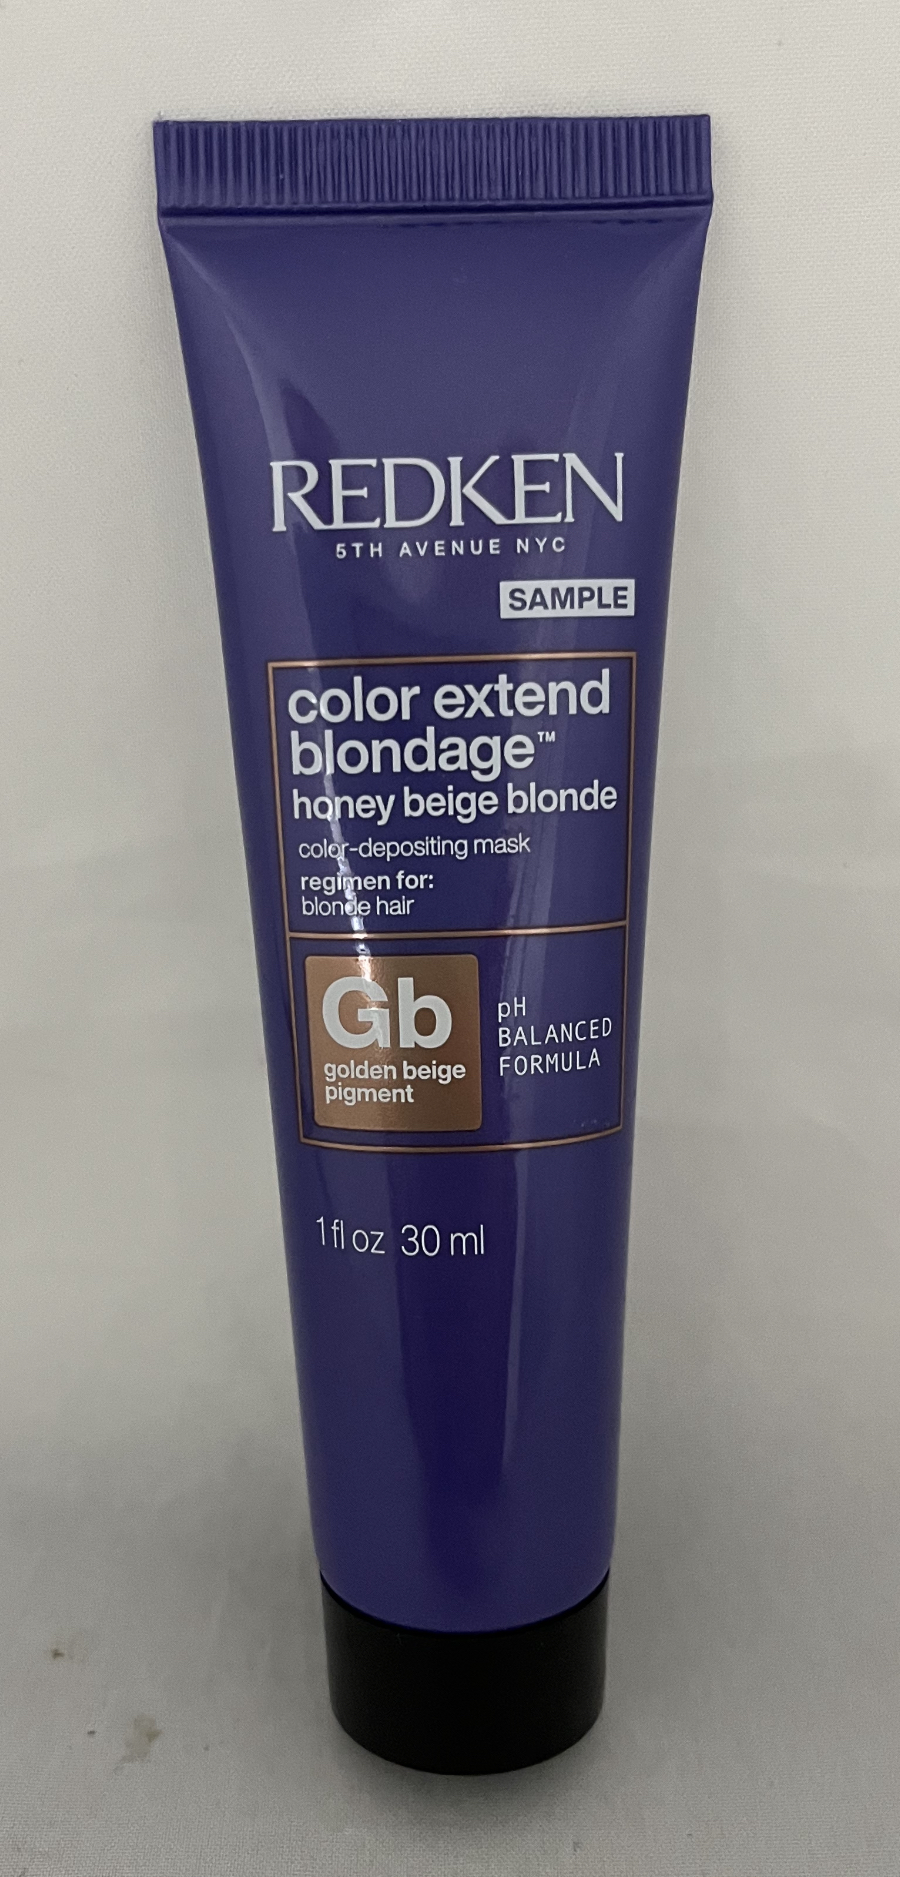 REDKEN
5TH AVENUE NYC
SAMPLE
color extend
blondage™
honey beige blonde
color-depositing mask
regimen for:
blonde hair
Gb
golden beige
pigment
pH
BALANCED
FORMULA
1 fl oz 30 ml